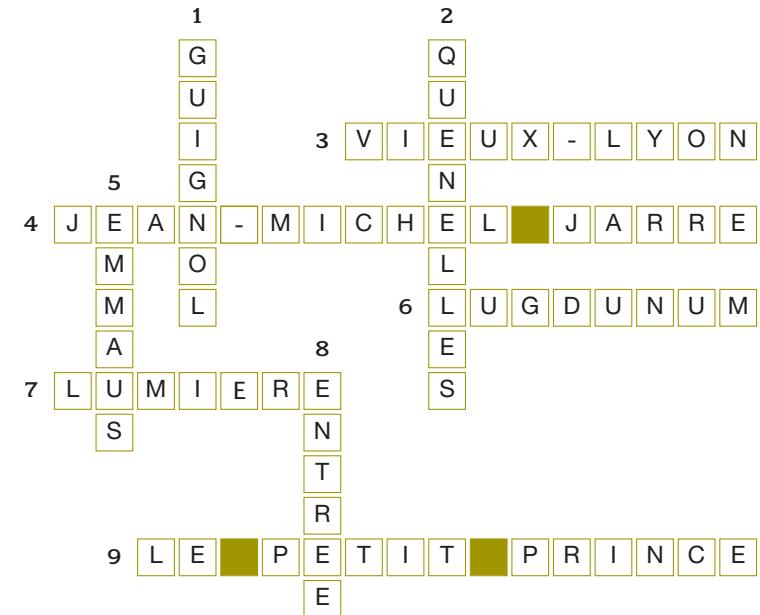 1 2
G Q
U U
I 3 V I E U X - L Y O N
5 G N
4 J E A N - M I C H E L J A R R E
M O L
M L 6 L U G D U N U M
A 8 E
7 L U M I E R E S
S N
T
R
9 L E P E T I T P R I N C E
E